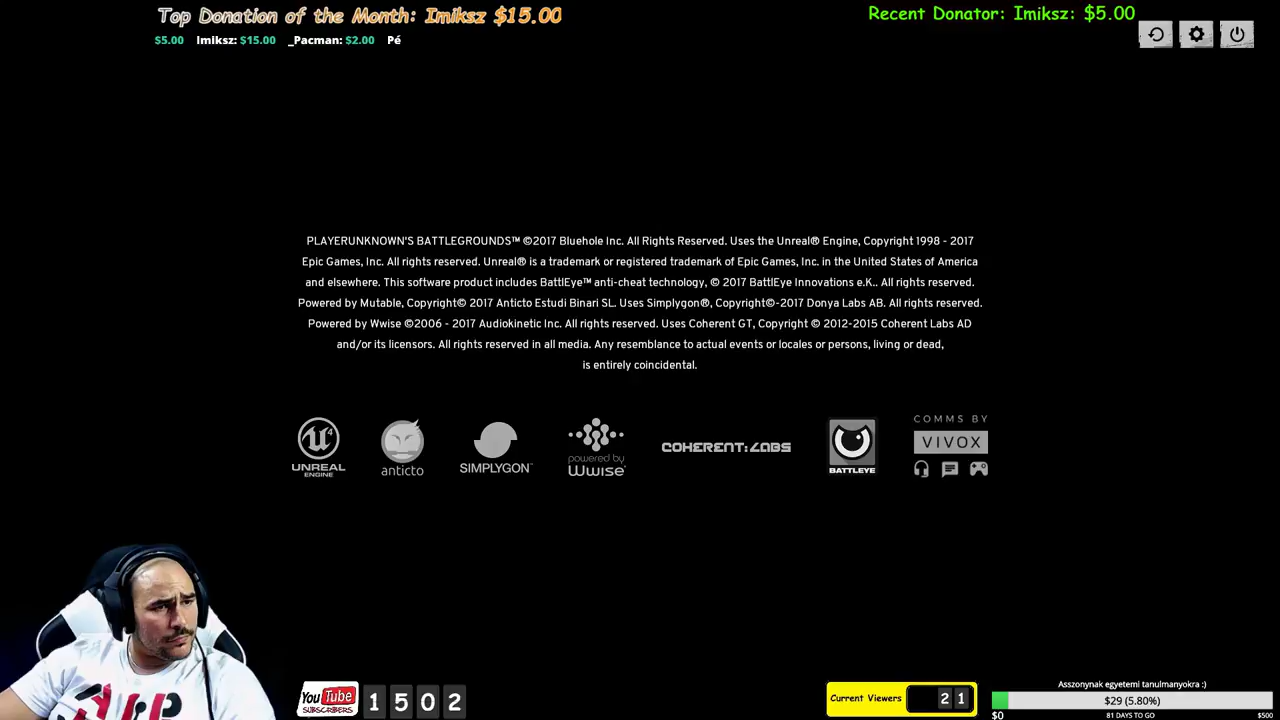 Top Donation of the Month: Imiksz $15.00
Recent Donator: Imiksz: $5.00
$5.00 Imiksz: $15.00 _Pacman: $2.00 Pé
PLAYERUNKNOWN'S BATTLEGROUNDS™ ©2017 Bluehole Inc. All Rights Reserved. Uses the Unreal® Engine, Copyright 1998 - 2017
Epic Games, Inc. All rights reserved. Unreal® is a trademark or registered trademark of Epic Games, Inc. in the United States of America
and elsewhere. This software product includes BattlEye™ anti-cheat technology, © 2017 BattlEye Innovations e.K.. All rights reserved.
Powered by Mutable, Copyright© 2017 Anticto Estudi Binari SL. Uses Simplygon®, Copyright©-2017 Donya Labs AB. All rights reserved.
Powered by Wwise ©2006 - 2017 Audiokinetic Inc. All rights reserved. Uses Coherent GT, Copyright © 2012-2015 Coherent Labs AD
and/or its licensors. All rights reserved in all media. Any resemblance to actual events or locales or persons, living or dead,
is entirely coincidental.
UNREAL ENGINE 4
anticto
SIMPLYGON™
powered by
Wwise
COHERENT:LABS
BATTLEYE
COMMS BY
VIVOX
YouTube
SUBSCRIBERS
1502
Current Viewers 21
Asszonynak egyetemi tanulmanyokra :)
$29 (5.80%)
$0 81 DAYS TO GO $500